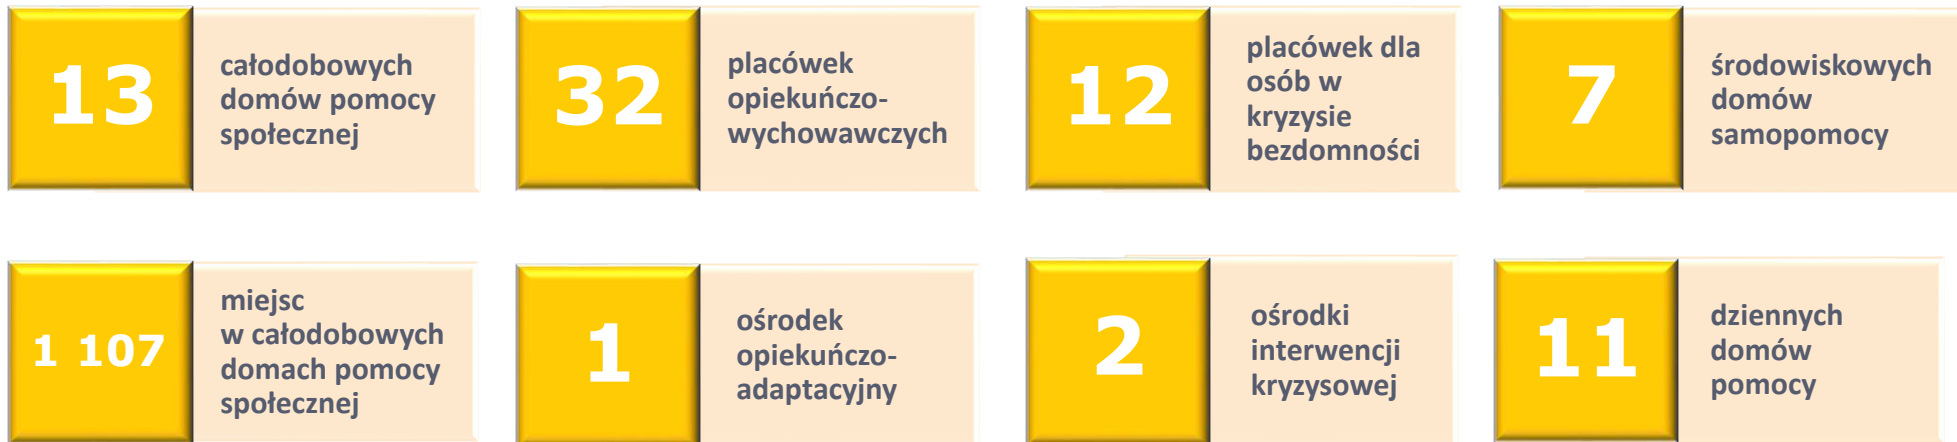 13
całodobowych
domów pomocy
społecznej
32
placówek
opiekuńczo-
wychowawczych
12
placówek dla
osób w
kryzysie
bezdomności
7
środowiskowych
domów
samopomocy
1 107
miejsc
w całodobowych
domach pomocy
społecznej
1
ośrodek
opiekuńczo-
adaptacyjny
2
ośrodki
interwencji
kryzysowej
11
dziennych
domów
pomocy